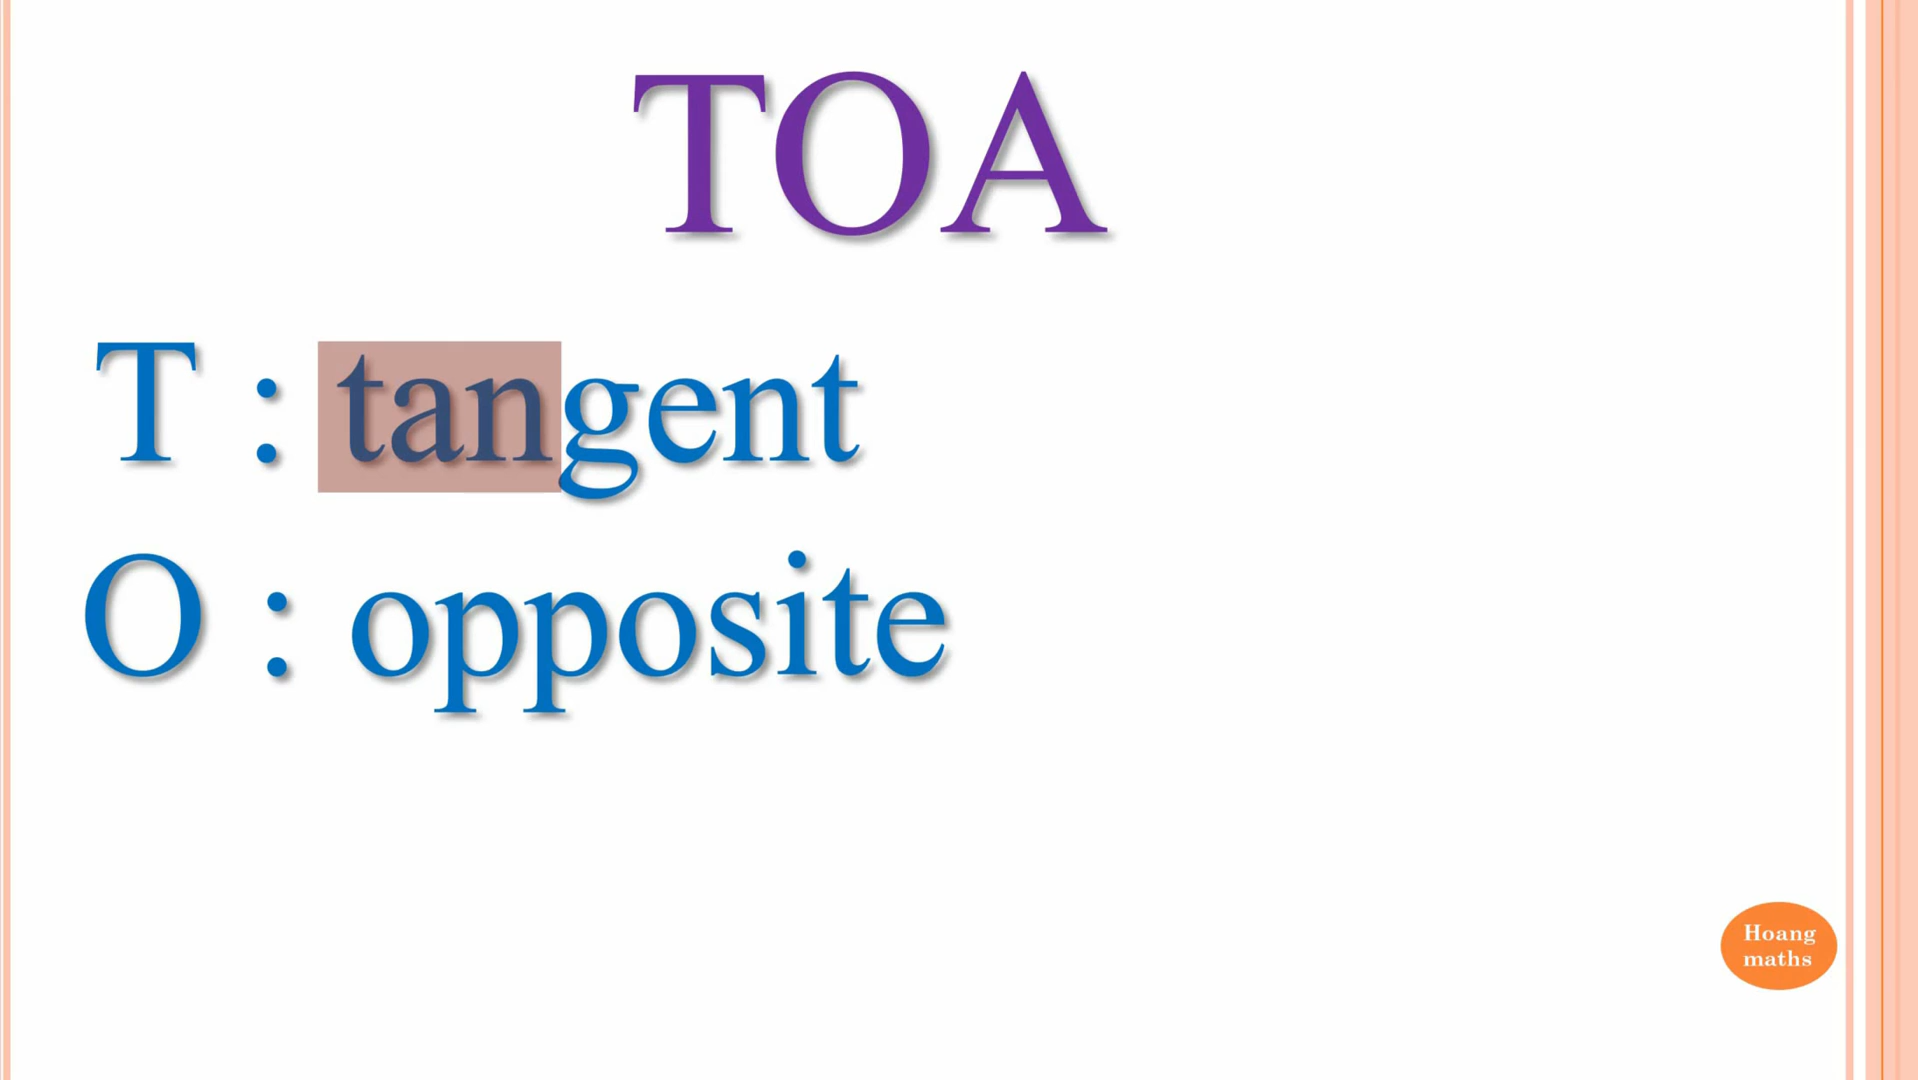 TOA
T : tangent
O : opposite
Hoang
maths